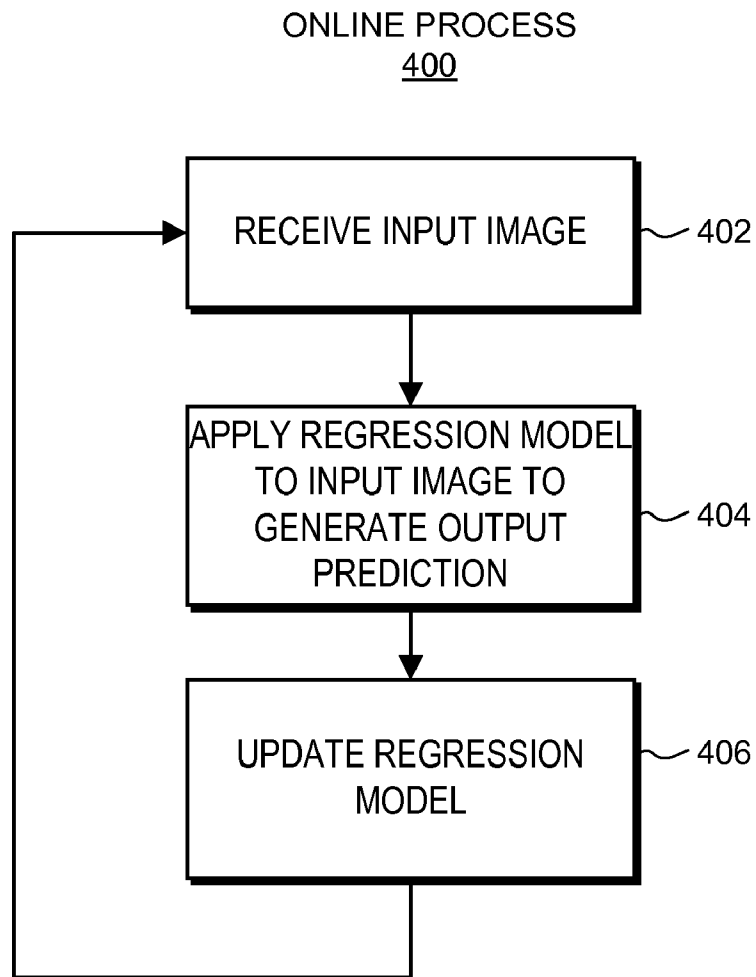 ONLINE PROCESS
400
RECEIVE INPUT IMAGE
402
APPLY REGRESSION MODEL
TO INPUT IMAGE TO
GENERATE OUTPUT
PREDICTION
404
UPDATE REGRESSION
MODEL
406